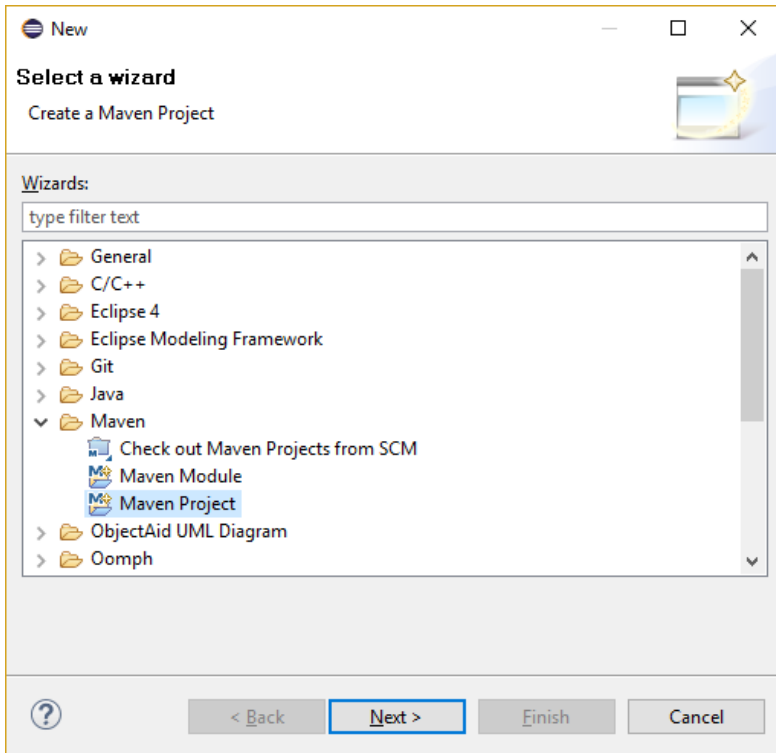 New
Select a wizard
Create a Maven Project
Wizards:
type filter text
General
C/C++
Eclipse 4
Eclipse Modeling Framework
Git
Java
Maven
Check out Maven Projects from SCM
Maven Module
Maven Project
ObjectAid UML Diagram
Oomph
? < Back Next > Finish Cancel